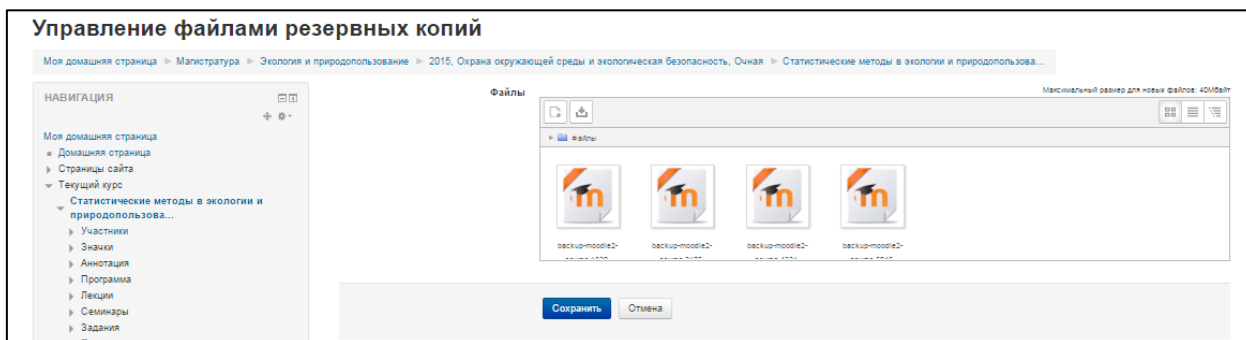 Управление файлами резервных копий
Моя домашняя страница ► Магистратура ► Экология и природопользование ► 2015, Охрана окружающей среды и экологическая безопасность, Очная ► Статистические методы в экологии и природопользова...
НАВИГАЦИЯ
Моя домашняя страница
Домашняя страница
Страницы сайта
Текущий курс
Статистические методы в экологии и
природопользова...
Участники
Значки
Аннотация
Программа
Лекции
Семинары
Задания
Файлы
Максимальный размер для новых файлов: 40Мбайт
Файлы
backup-moodle2-
backup-moodle2-
backup-moodle2-
backup-moodle2-
Сохранить
Отмена